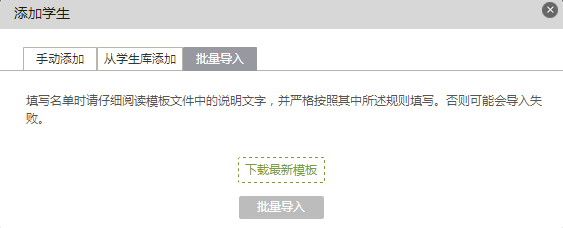 添加学生
手动添加 从学生库添加 批量导入
填写名单时请仔细阅读模板文件中的说明文字，并严格按照其中所述规则填写。否则可能会导入失
败。
下载最新模板
批量导入